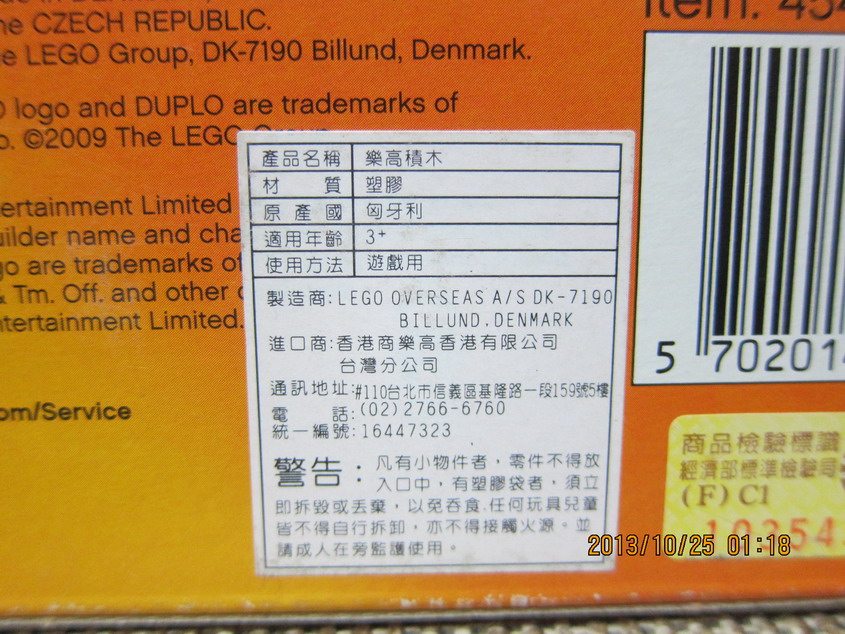 he CZECH REPUBLIC.
e LEGO Group, DK-7190 Billund, Denmark.
logo and DUPLO are trademarks of
©2009 The LEGO Group
ertainment Limited
uilder name and cha
go are trademarks of
& Tm. Off. and other
ntertainment Limited.
om/Service
Item: 454
5 702014
產品名稱 樂高積木
材質 塑膠
原產國 匈牙利
適用年齡 3+
使用方法 遊戲用
製造商:LEGO OVERSEAS A/S DK-7190
BILLUND.DENMARK
進口商:香港商樂高香港有限公司
台灣分公司
通訊地址:#110台北市信義區基隆路一段159號5樓
電話:(02)2766-6760
統一編號:16447323
警告:凡有小物件者,零件不得放
入口中,有塑膠袋者,須立
即拆毀或丟棄,以免吞食.任何玩具兒童
皆不得自行拆卸,亦不得接觸火源。並
請成人在旁監護使用。
商品檢驗標識
經濟部標準檢驗局
(F) C1
10354
2013/10/25 01:18